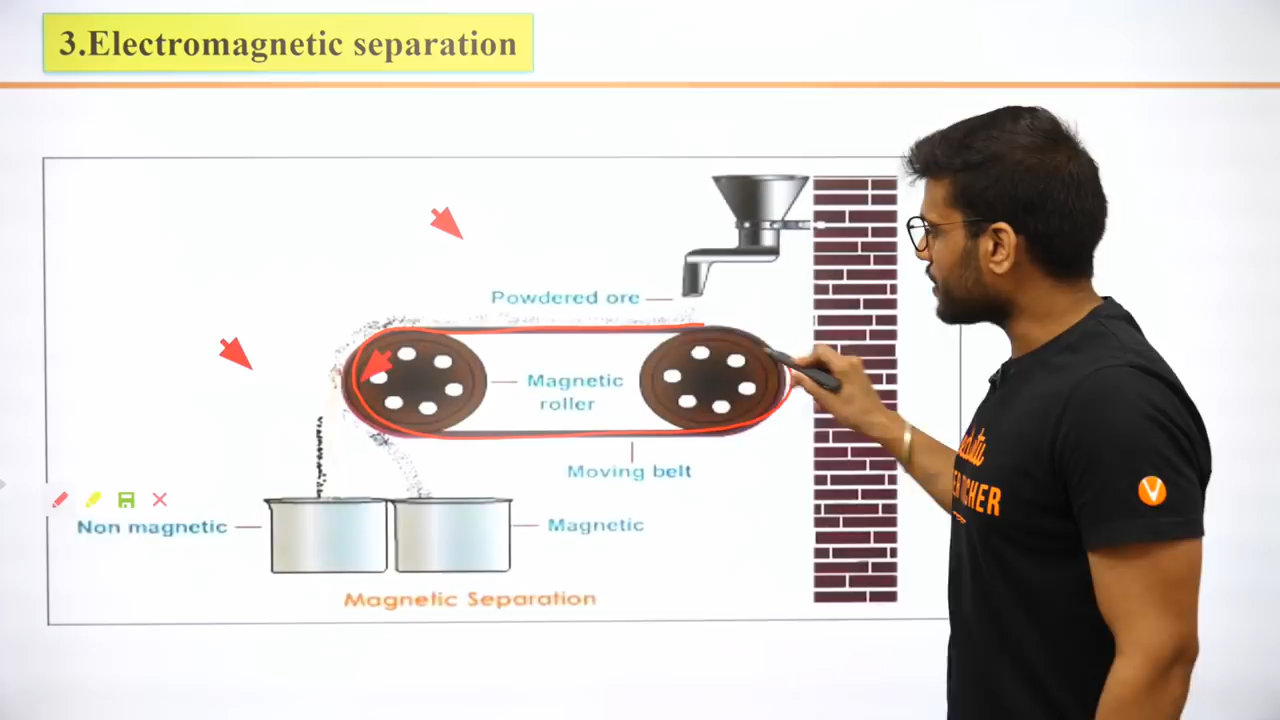 3.Electromagnetic separation
Powdered ore
Magnetic
roller
Moving belt
Non magnetic
Magnetic
Magnetic Separation
V